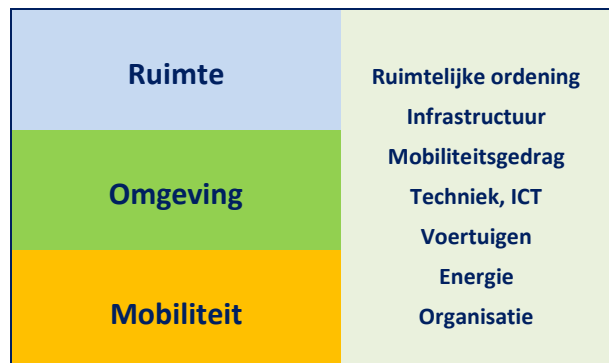 Ruimte
Omgeving
Mobiliteit
Ruimtelijke ordening
Infrastructuur
Mobiliteitsgedrag
Techniek, ICT
Voertuigen
Energie
Organisatie